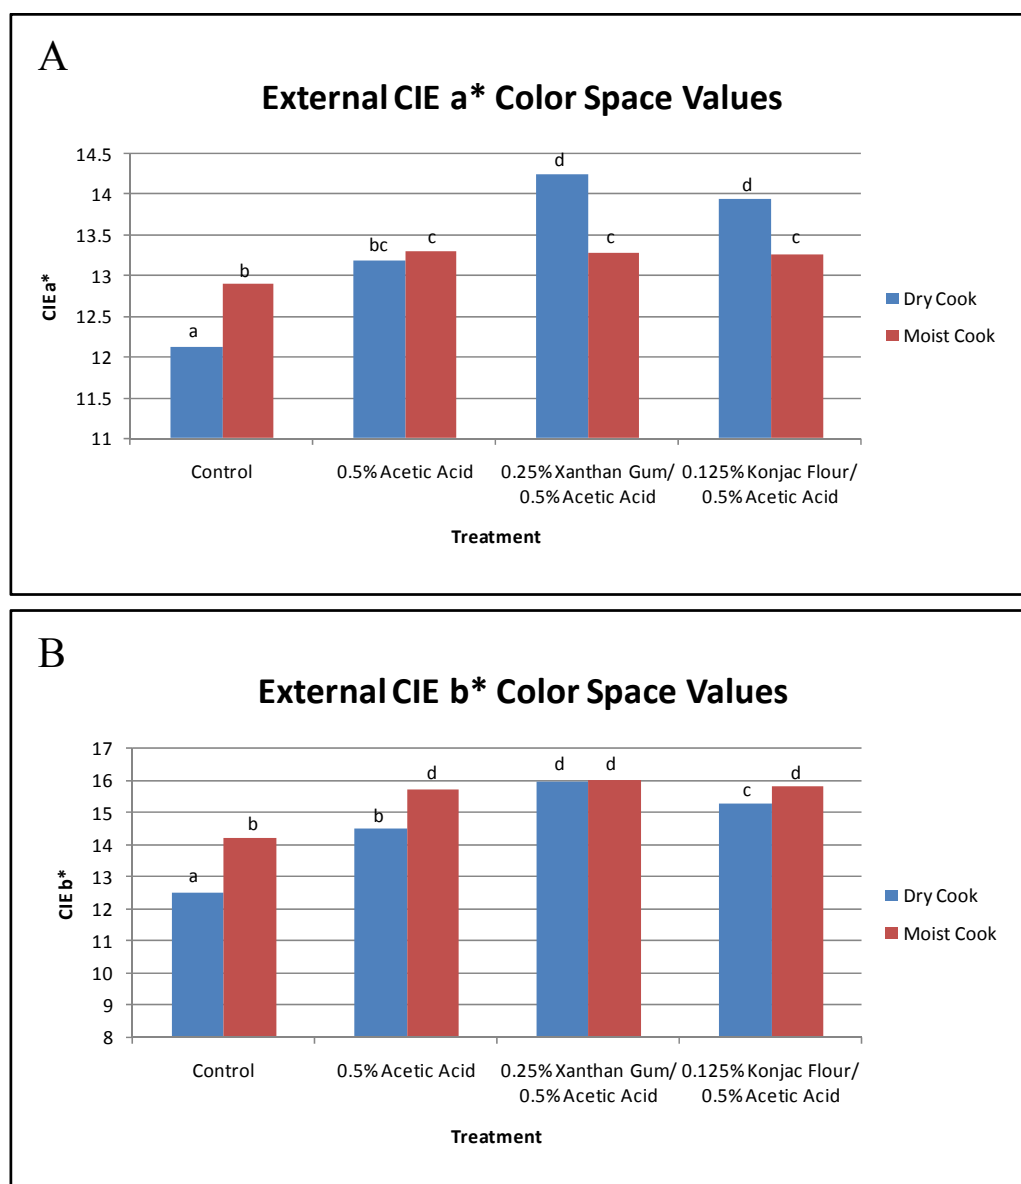 A
External CIE a* Color Space Values
14.5
14
13.5
13
12.5
12
11.5
11
CIE a*
a
b
bc
c
d
c
d
c
Control
0.5% Acetic Acid
0.25% Xanthan Gum/
0.5% Acetic Acid
0.125% Konjac Flour/
0.5% Acetic Acid
Treatment
Dry Cook
Moist Cook
B
External CIE b* Color Space Values
17
16
15
14
13
12
11
10
9
8
CIE b*
a
b
b
d
d
d
c
d
Control
0.5% Acetic Acid
0.25% Xanthan Gum/
0.5% Acetic Acid
0.125% Konjac Flour/
0.5% Acetic Acid
Treatment
Dry Cook
Moist Cook